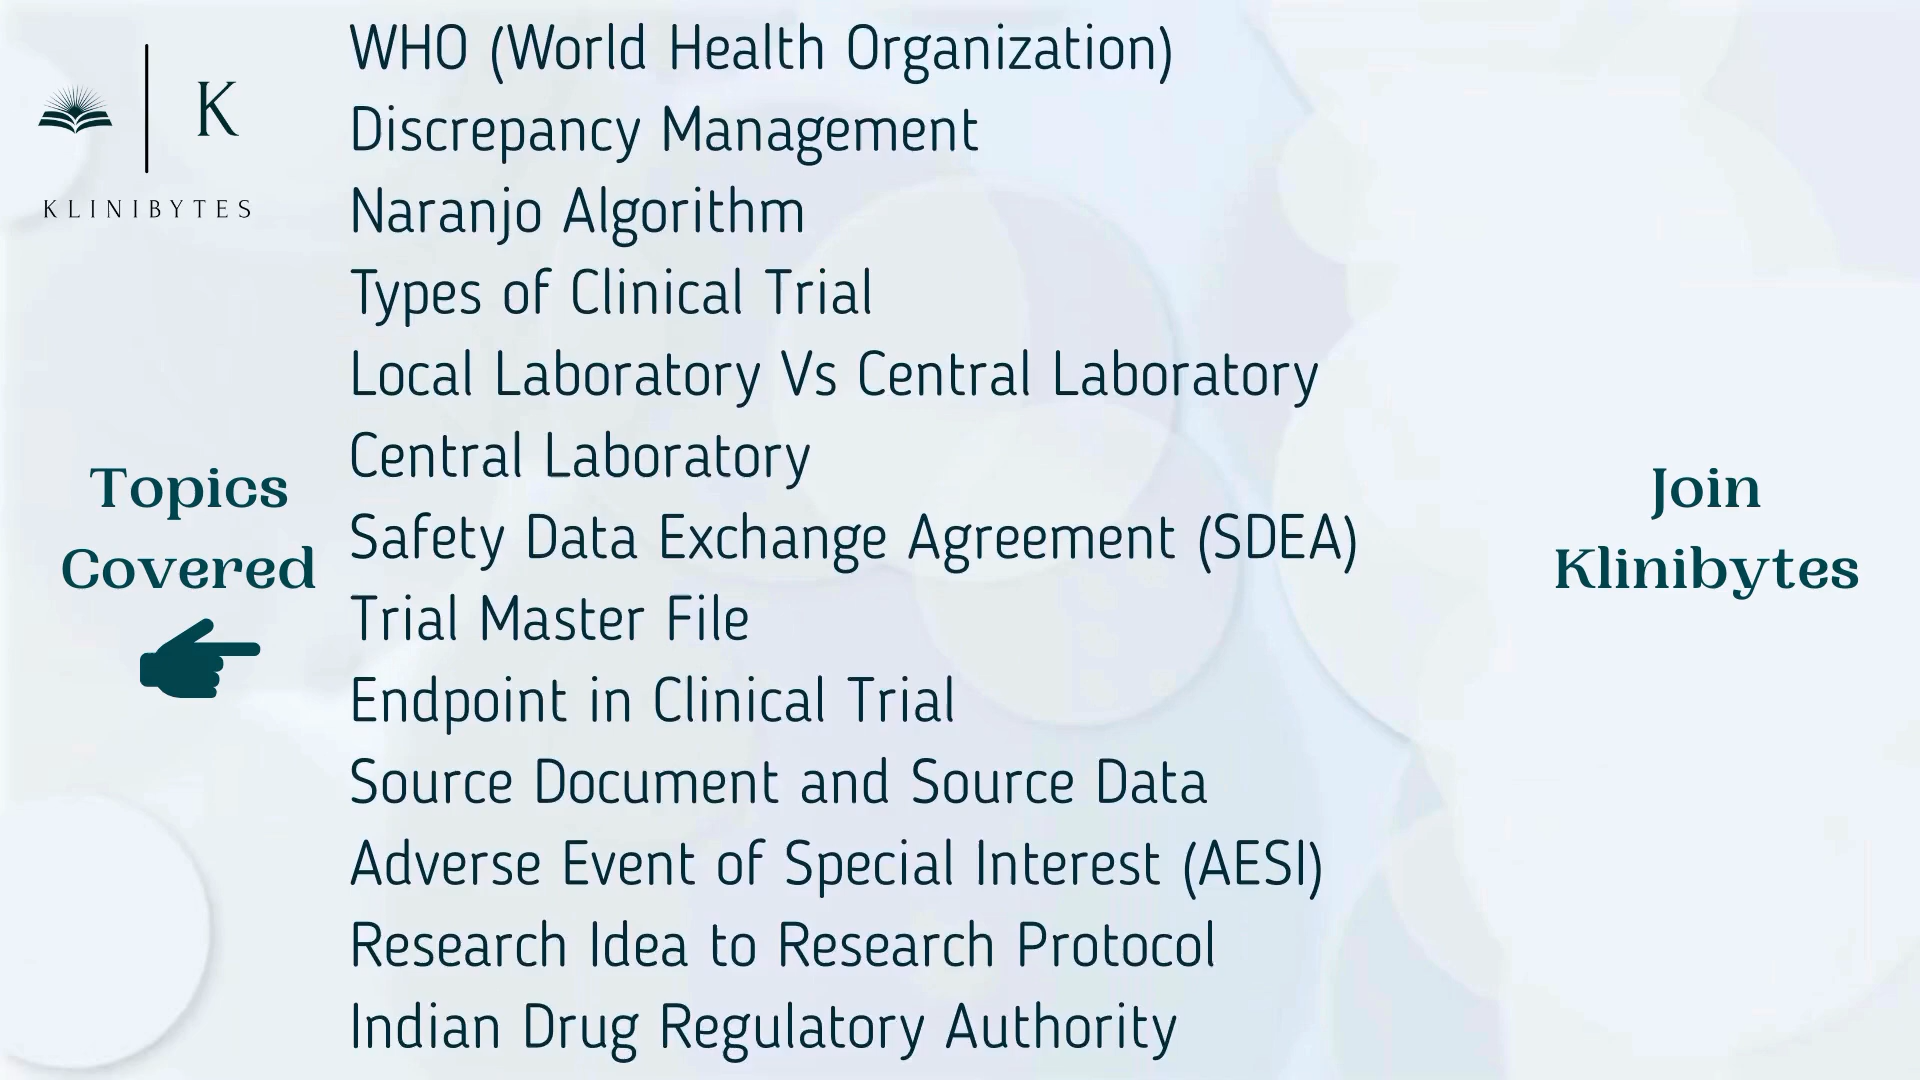 K
KLINIBYTES
Topics
Covered
WHO (World Health Organization)
Discrepancy Management
Naranjo Algorithm
Types of Clinical Trial
Local Laboratory Vs Central Laboratory
Central Laboratory
Safety Data Exchange Agreement (SDEA)
Trial Master File
Endpoint in Clinical Trial
Source Document and Source Data
Adverse Event of Special Interest (AESI)
Research Idea to Research Protocol
Indian Drug Regulatory Authority
Join
Klinibytes